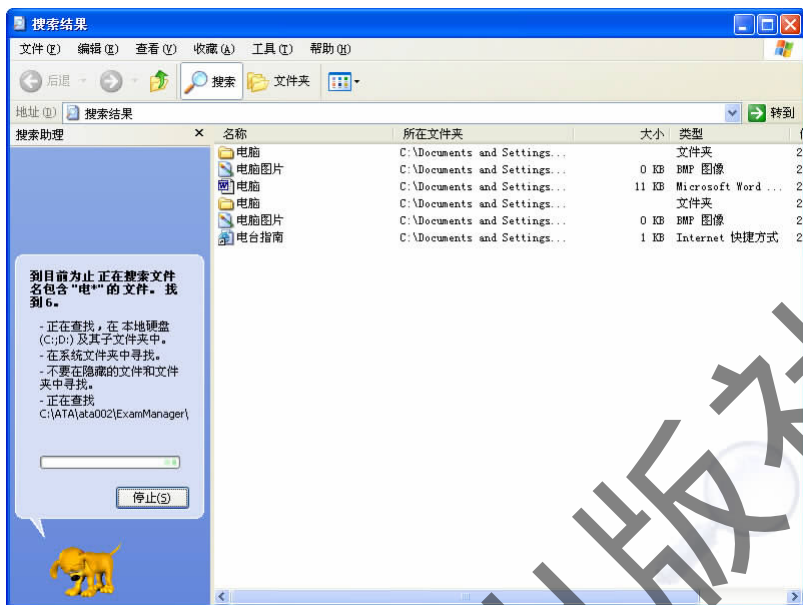 搜索结果
文件(F) 编辑(E) 查看(V) 收藏(A) 工具(T) 帮助(H)
后退 搜索 文件夹
地址(D) 搜索结果 转到
搜索助理 × 名称 所在文件夹 大小 类型
电脑 C:\Documents and Settings... 文件夹 2
电脑图片 C:\Documents and Settings... 0 KB BMP 图像 2
电脑 C:\Documents and Settings... 11 KB Microsoft Word ... 2
电脑 C:\Documents and Settings... 文件夹 2
电脑图片 C:\Documents and Settings... 0 KB BMP 图像 2
电台指南 C:\Documents and Settings... 1 KB Internet 快捷方式 2
到目前为止 正在搜索文件
名包含 "电*" 的 文件。 找
到 6。
- 正在查找，在 本地硬盘
(C:;D:) 及其子文件夹中。
- 在系统文件夹中寻找。
- 不要在隐藏的文件和文件
夹中寻找。
- 正在查找
C:\ATA\ata002\ExamManager\
停止(S)
版社